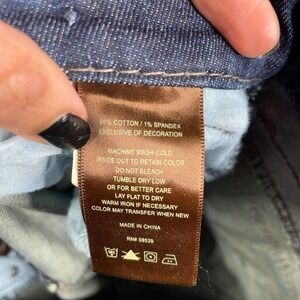 99% COTTON / 1% SPANDEX
EXCLUSIVE OF DECORATION
MACHINE WASH COLD
INSIDE OUT TO RETAIN COLOR
DO NOT BLEACH
TUMBLE DRY LOW
OR FOR BETTER CARE
LAY FLAT TO DRY
WARM IRON IF NECESSARY
COLOR MAY TRANSFER WHEN NEW
MADE IN CHINA
RN# 58539